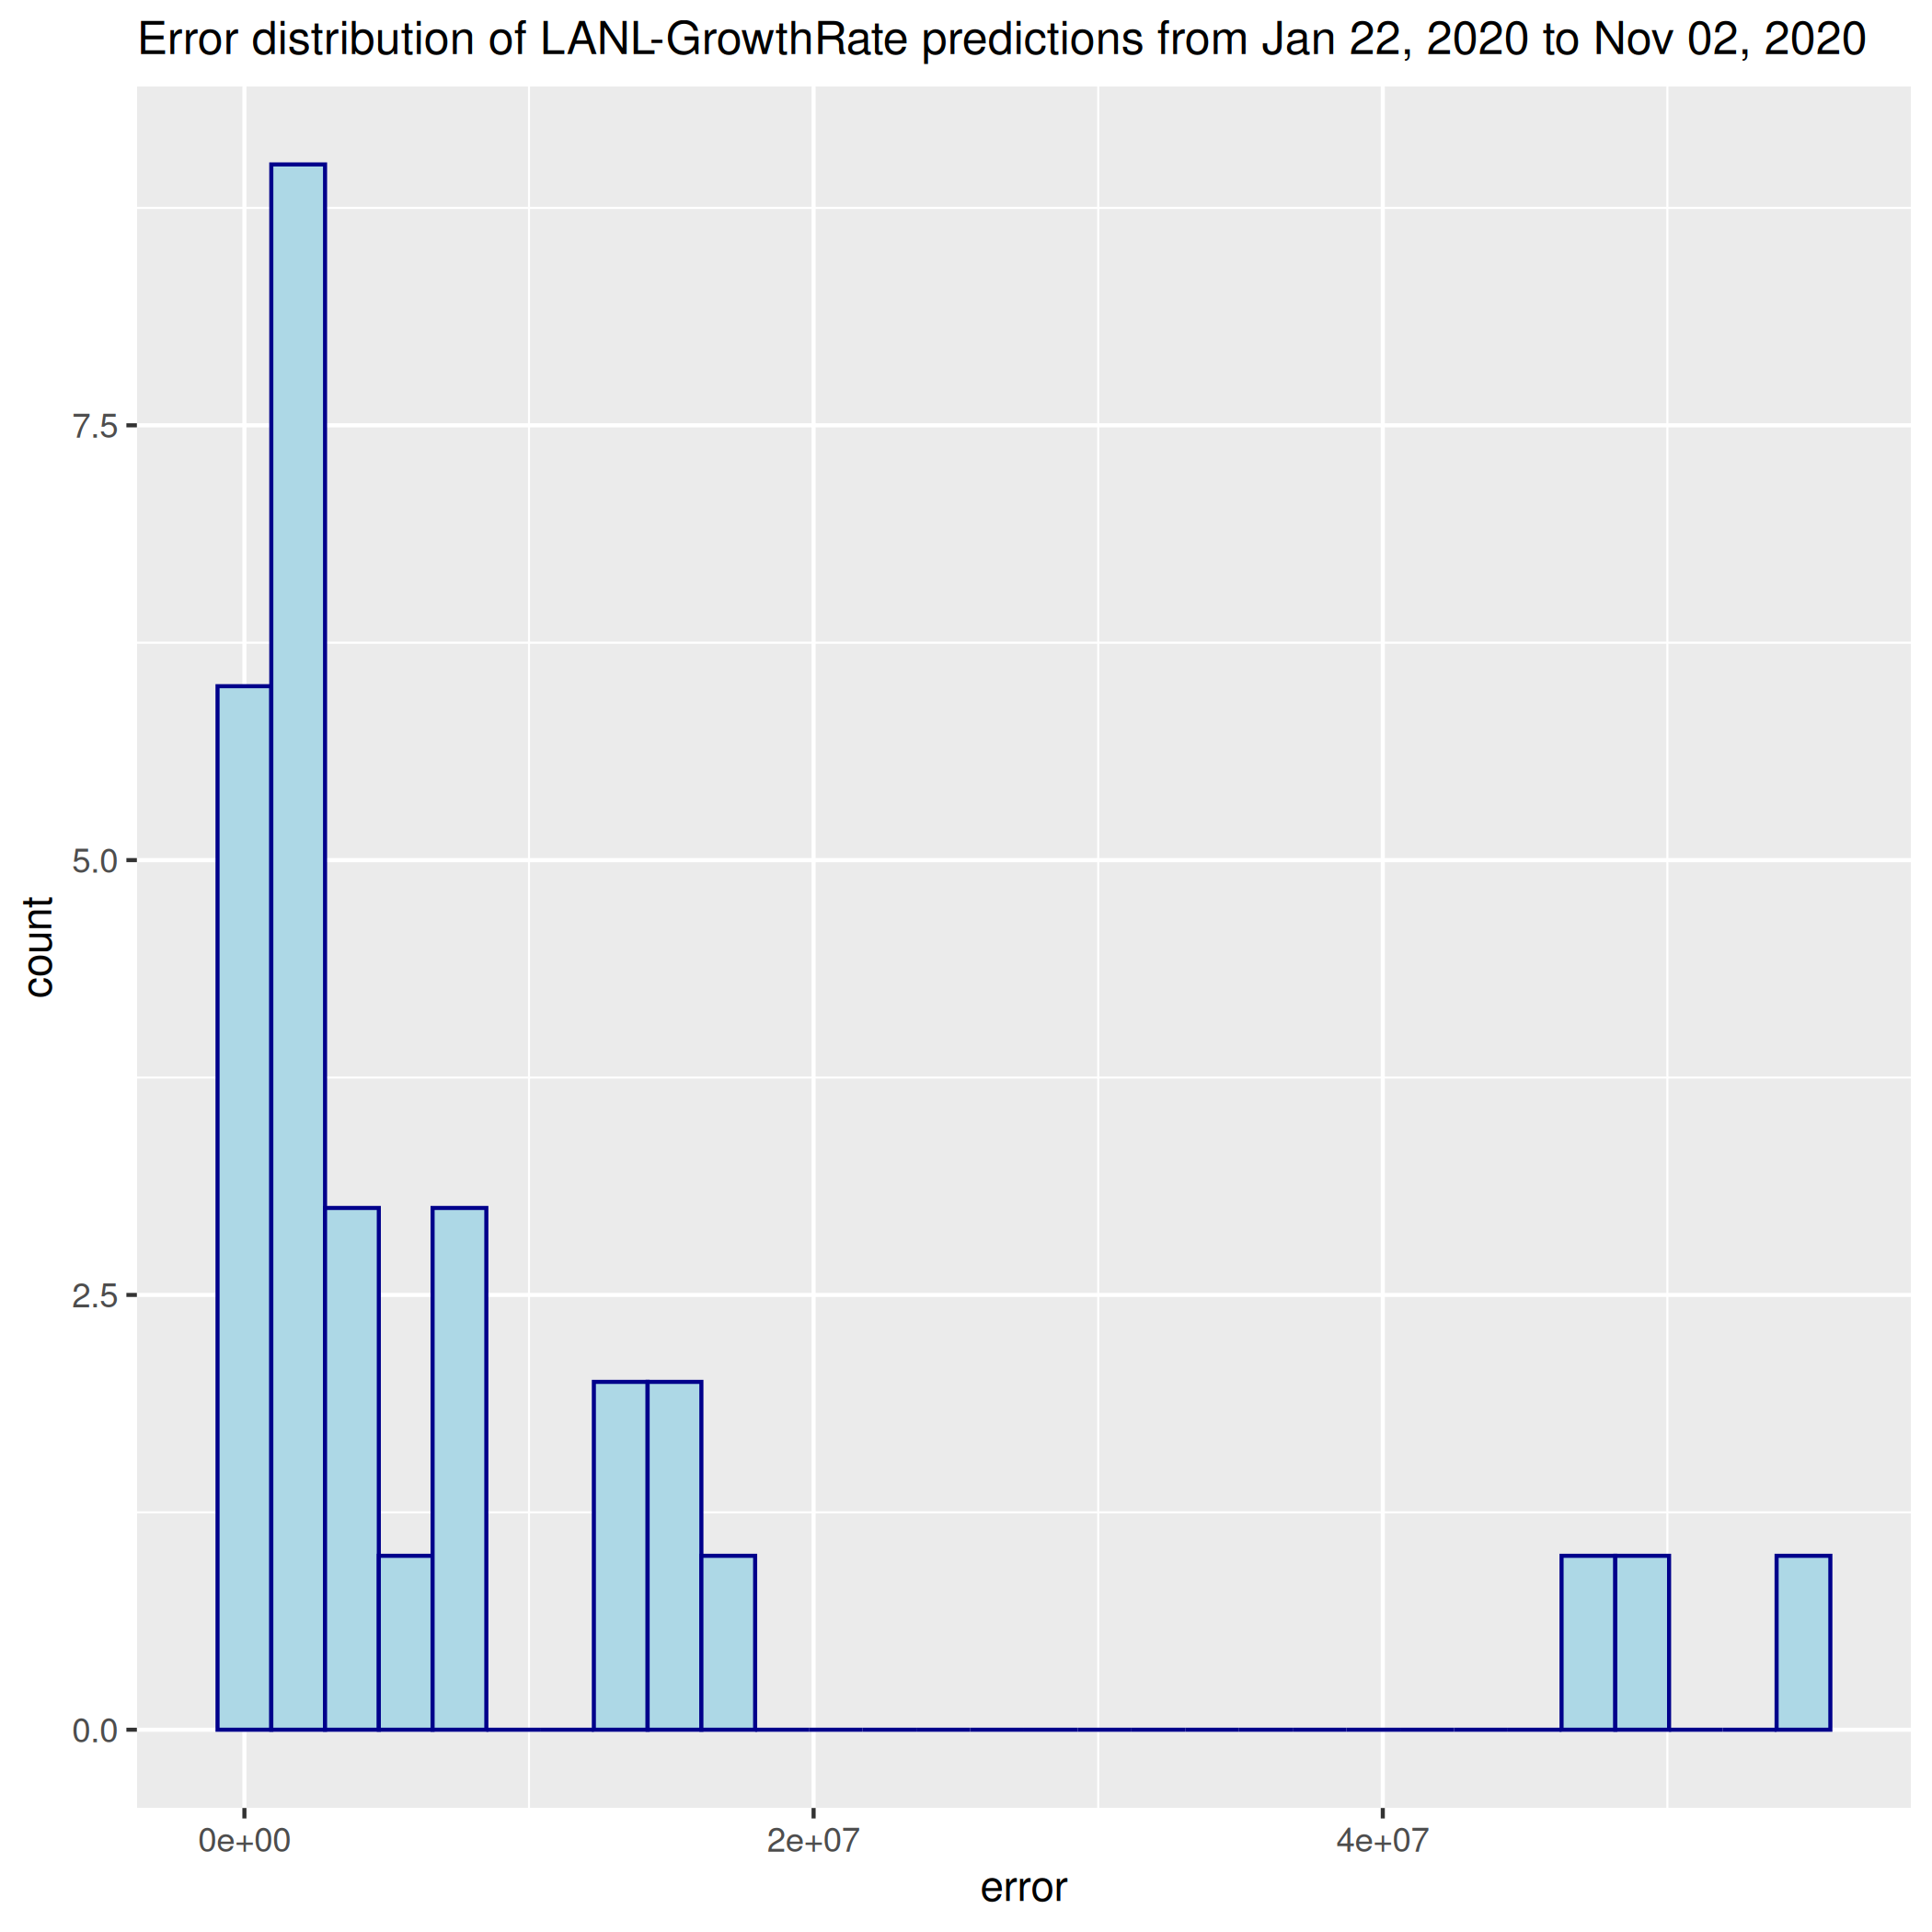 Error distribution of LANL-GrowthRate predictions from Jan 22, 2020 to Nov 02, 2020
7.5
5.0
2.5
0.0
count
0e+00 2e+07 4e+07
error